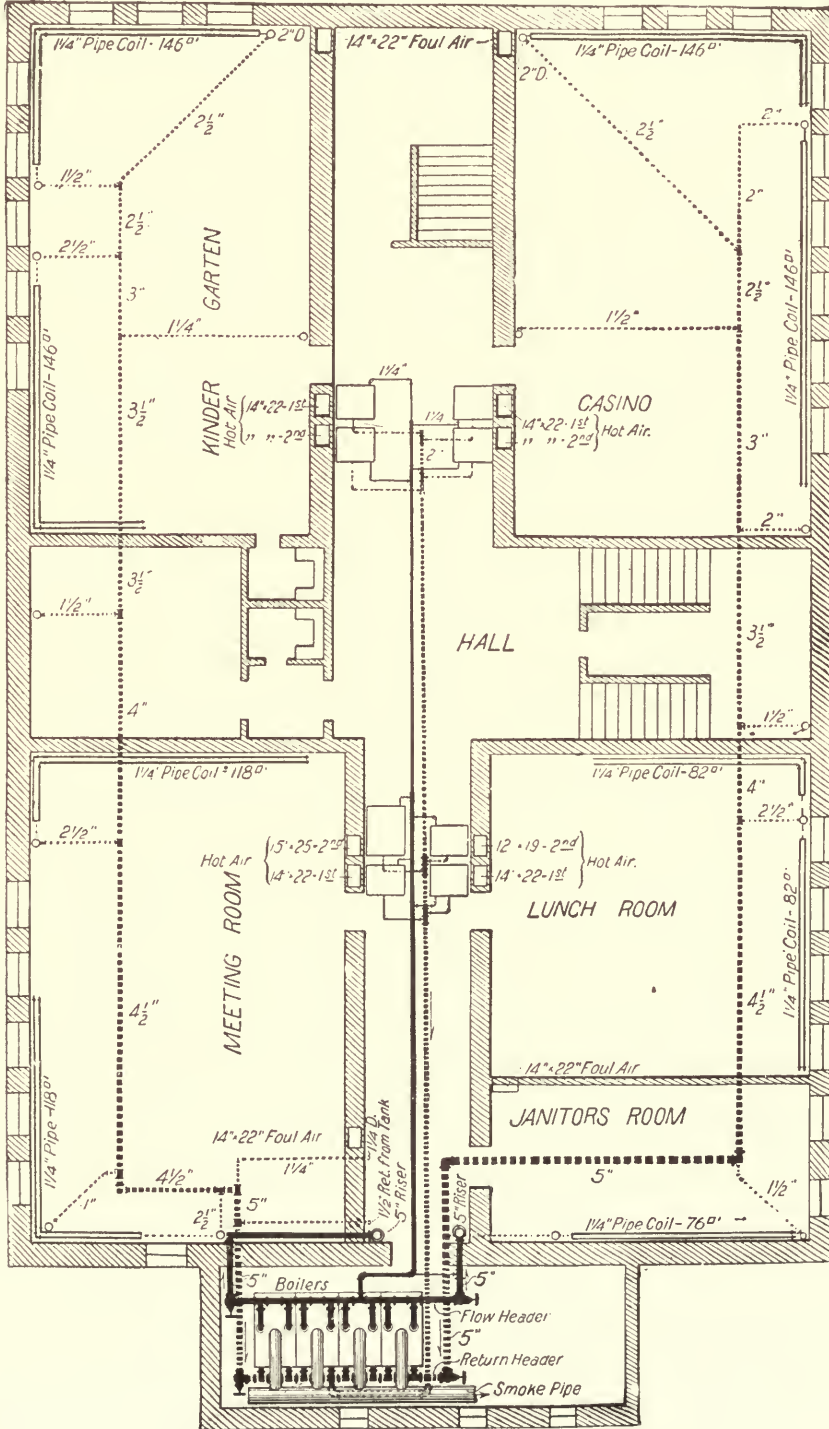 1¼" Pipe Coil - 146▫'
2"D
14"×22" Foul Air
1¼" Pipe Coil - 146▫'
2"D.
2½"
2½"
2"
1½"
2½"
2"
2½"
3"
2½"
GARTEN
1¼"
1½"
1¼" Pipe Coil - 146▫'
1¼" Pipe Coil - 146▫'
1¼"
KINDER
3½"
Hot Air
14"×22-1st
„ „ -2nd
1¼
2"
CASINO
14"×22-1st
„ „ -2nd
Hot Air.
3"
2"
3½"
1½"
HALL
3½"
4"
1½"
1¼" Pipe Coil = 118▫'
1¼" Pipe Coil - 82▫'
4"
2½"
2½"
Hot Air
15"×25-2nd
14"×22-1st
12"×19-2nd
14"×22-1st
Hot Air.
LUNCH ROOM
1¼" Pipe Coil - 82▫'
MEETING ROOM
4½"
4½"
14"×22" Foul Air
JANITORS ROOM
14"×22" Foul Air
1¼" Pipe - 118▫'
1¼ D.
1¼"
1½" Ret. From Tank
5" Riser
5"
1½"
1"
4½"
5"
2½"
5" Riser
1¼" Pipe Coil - 76▫'
5"
Boilers
5"
Flow Header
5"
Return Header
Smoke Pipe